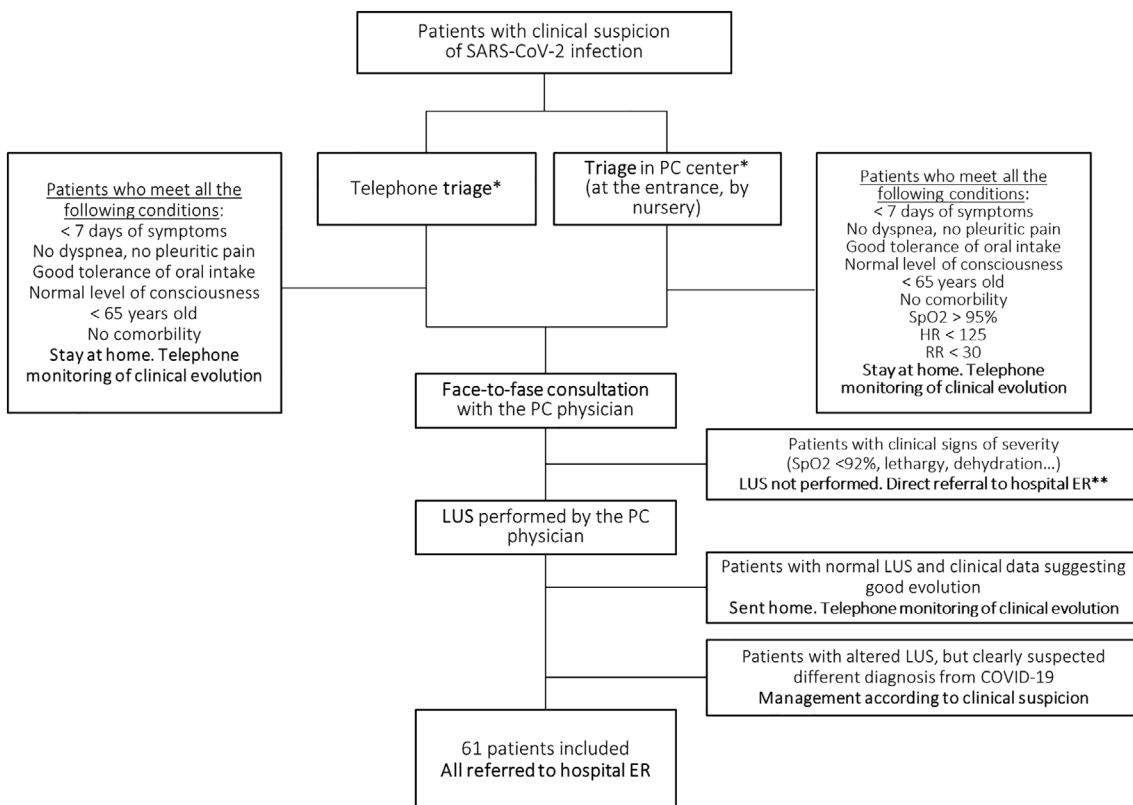 Patients with clinical suspicion
of SARS-CoV-2 infection
Telephone triage*
Triage in PC center*
(at the entrance, by
nursery)
Patients who meet all the
following conditions:
< 7 days of symptoms
No dyspnea, no pleuritic pain
Good tolerance of oral intake
Normal level of consciousness
< 65 years old
No comorbility
Stay at home. Telephone
monitoring of clinical evolution
Patients who meet all the
following conditions:
< 7 days of symptoms
No dyspnea, no pleuritic pain
Good tolerance of oral intake
Normal level of consciousness
< 65 years old
No comorbility
SpO2 > 95%
HR < 125
RR < 30
Stay at home. Telephone
monitoring of clinical evolution
Face-to-fase consultation
with the PC physician
Patients with clinical signs of severity
(SpO2 <92%, lethargy, dehydration...)
LUS not performed. Direct referral to hospital ER**
LUS performed by the PC
physician
Patients with normal LUS and clinical data suggesting
good evolution
Sent home. Telephone monitoring of clinical evolution
Patients with altered LUS, but clearly suspected
different diagnosis from COVID-19
Management according to clinical suspicion
61 patients included
All referred to hospital ER